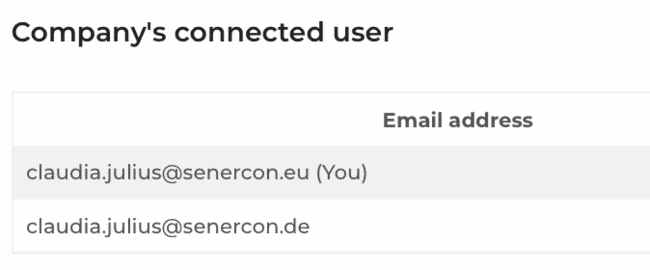 Company's connected user
Email address
claudia.julius@senercon.eu (You)
claudia.julius@senercon.de